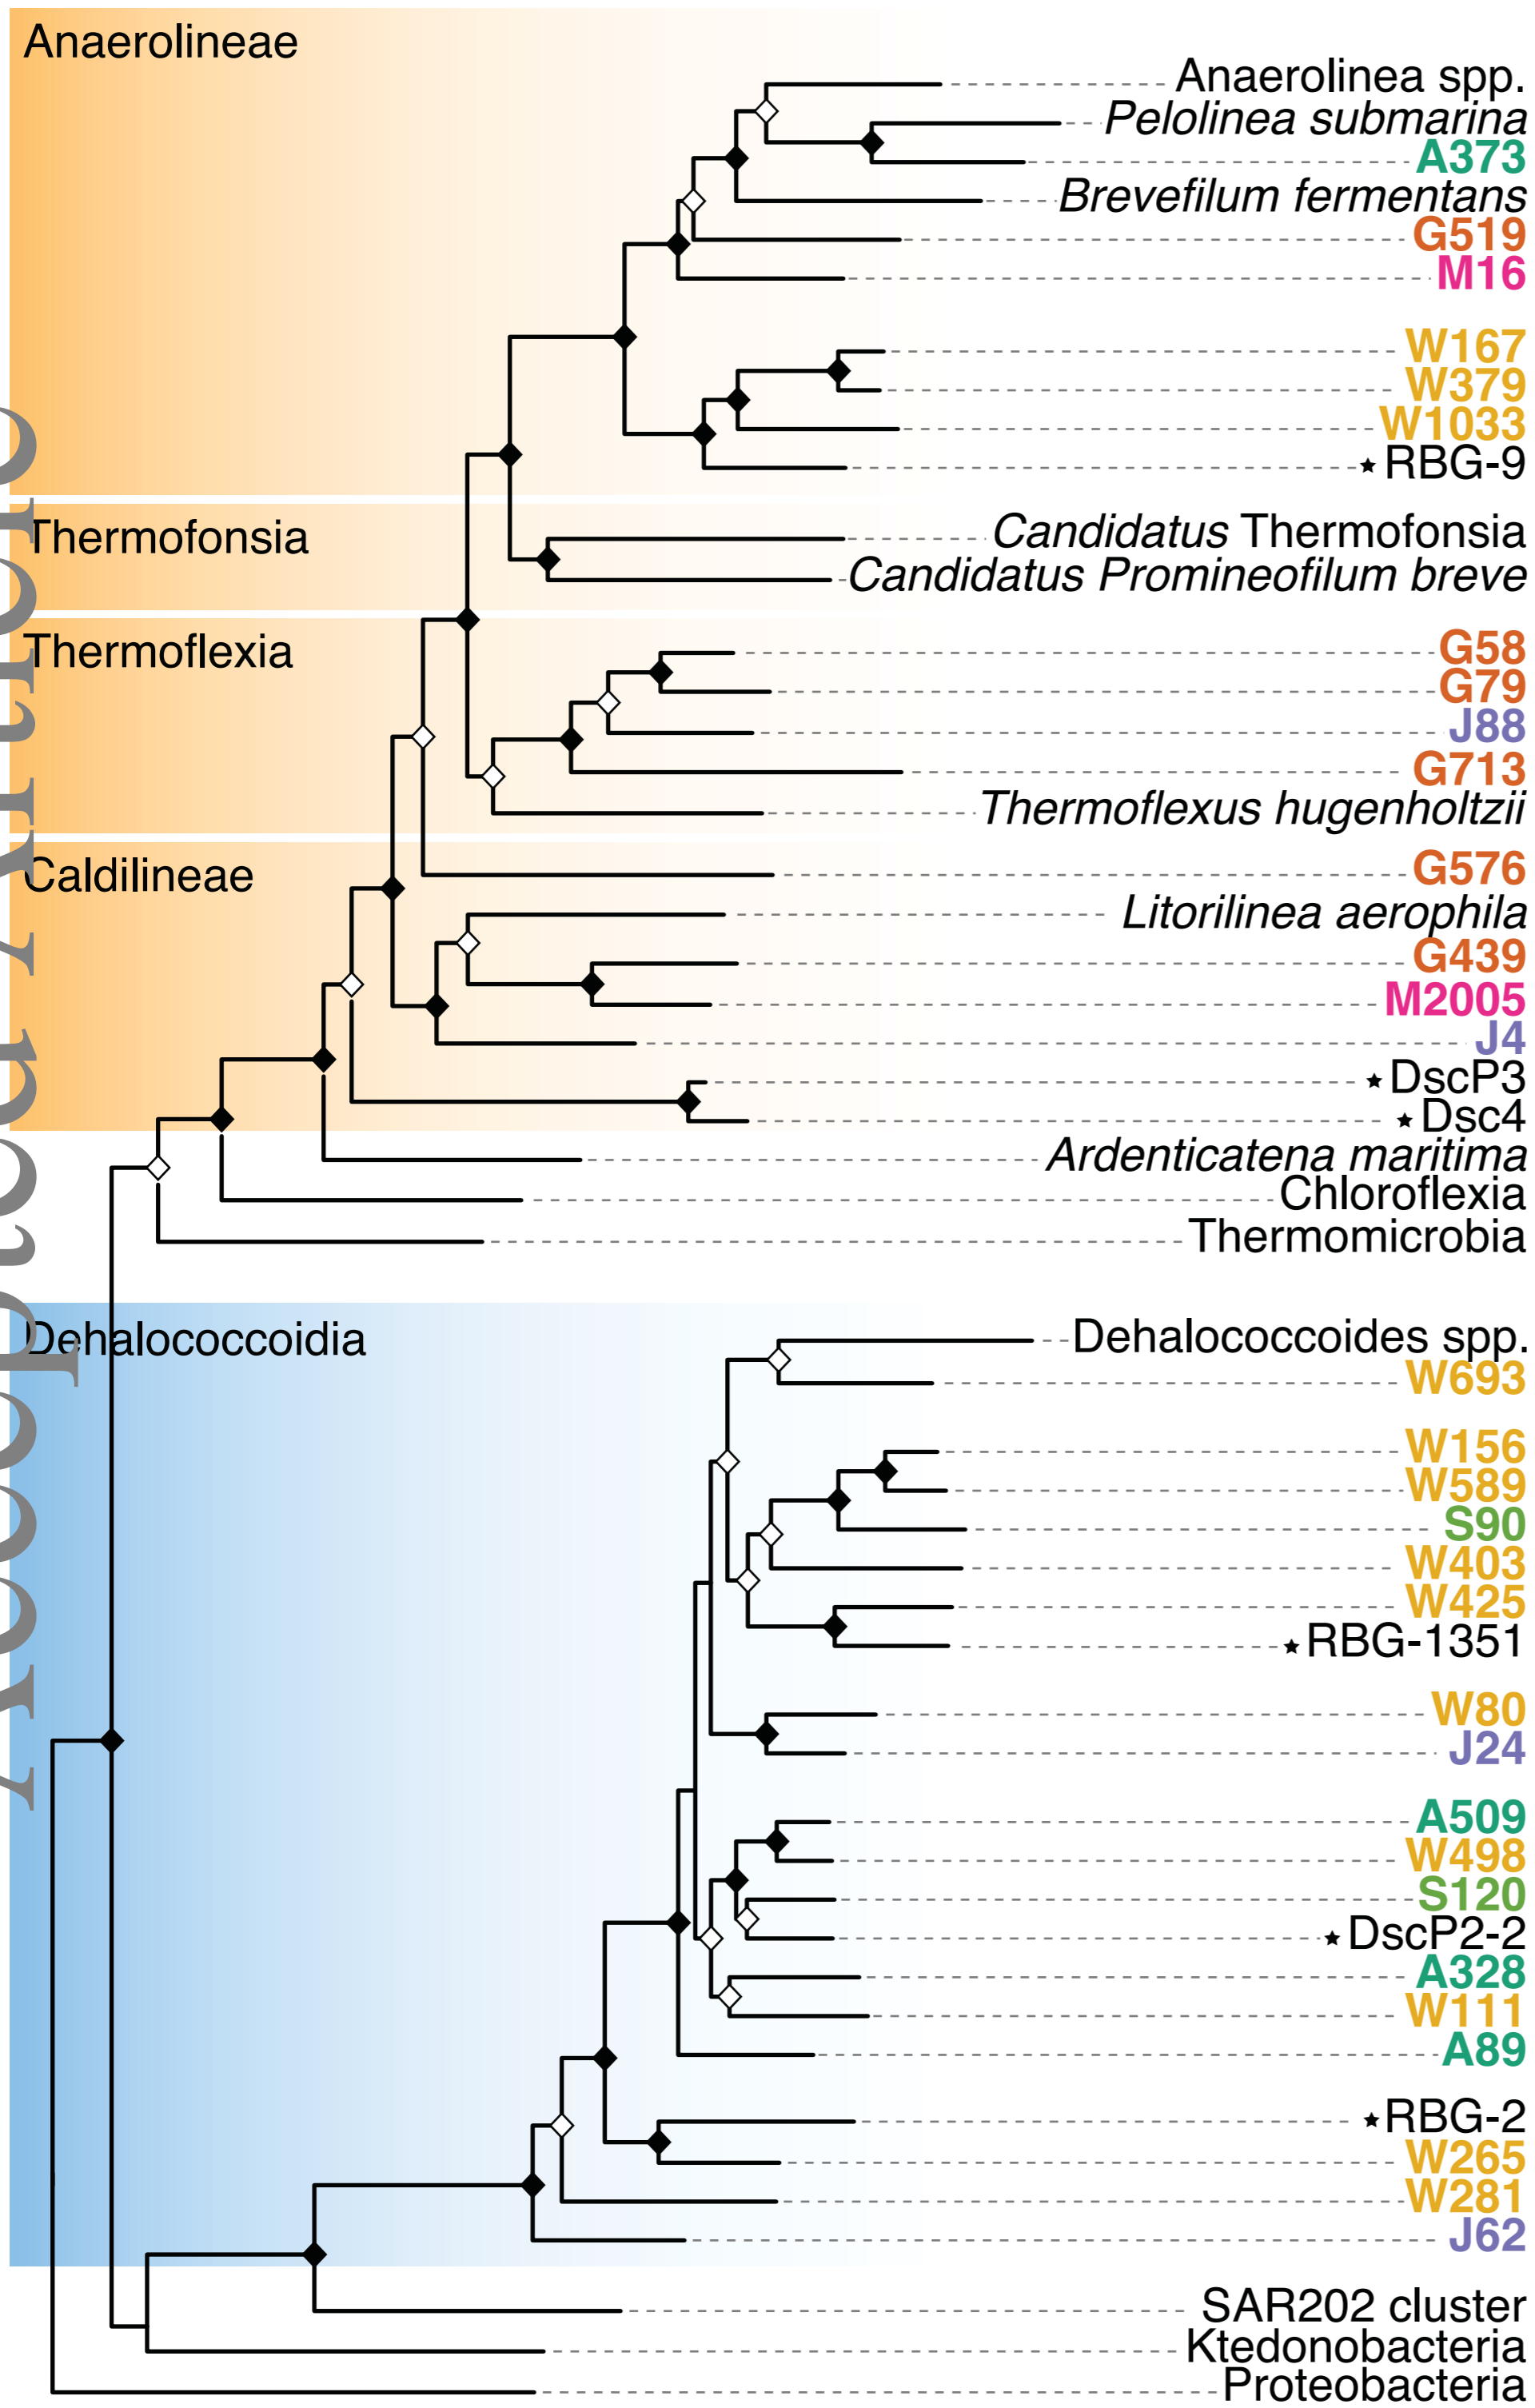 Anaerolineae
Anaerolinea spp.
Pelolinea submarina
A373
Brevefilum fermentans
G519
M16
W167
W379
W1033
★ RBG-9
Thermofonsia
Candidatus Thermofonsia
Candidatus Promineofilum breve
Thermoflexia
G58
G79
J88
G713
Thermoflexus hugenholtzii
Caldilineae
G576
Litorilinea aerophila
G439
M2005
J4
★ DscP3
★ Dsc4
Ardenticatena maritima
Chloroflexia
Thermomicrobia
Dehalococcoidia
Dehalococcoides spp.
W693
W156
W589
S90
W403
W425
★ RBG-1351
W80
J24
A509
W498
S120
★ DscP2-2
A328
W111
A89
★ RBG-2
W265
W281
J62
SAR202 cluster
Ktedonobacteria
Proteobacteria
Accepted Article